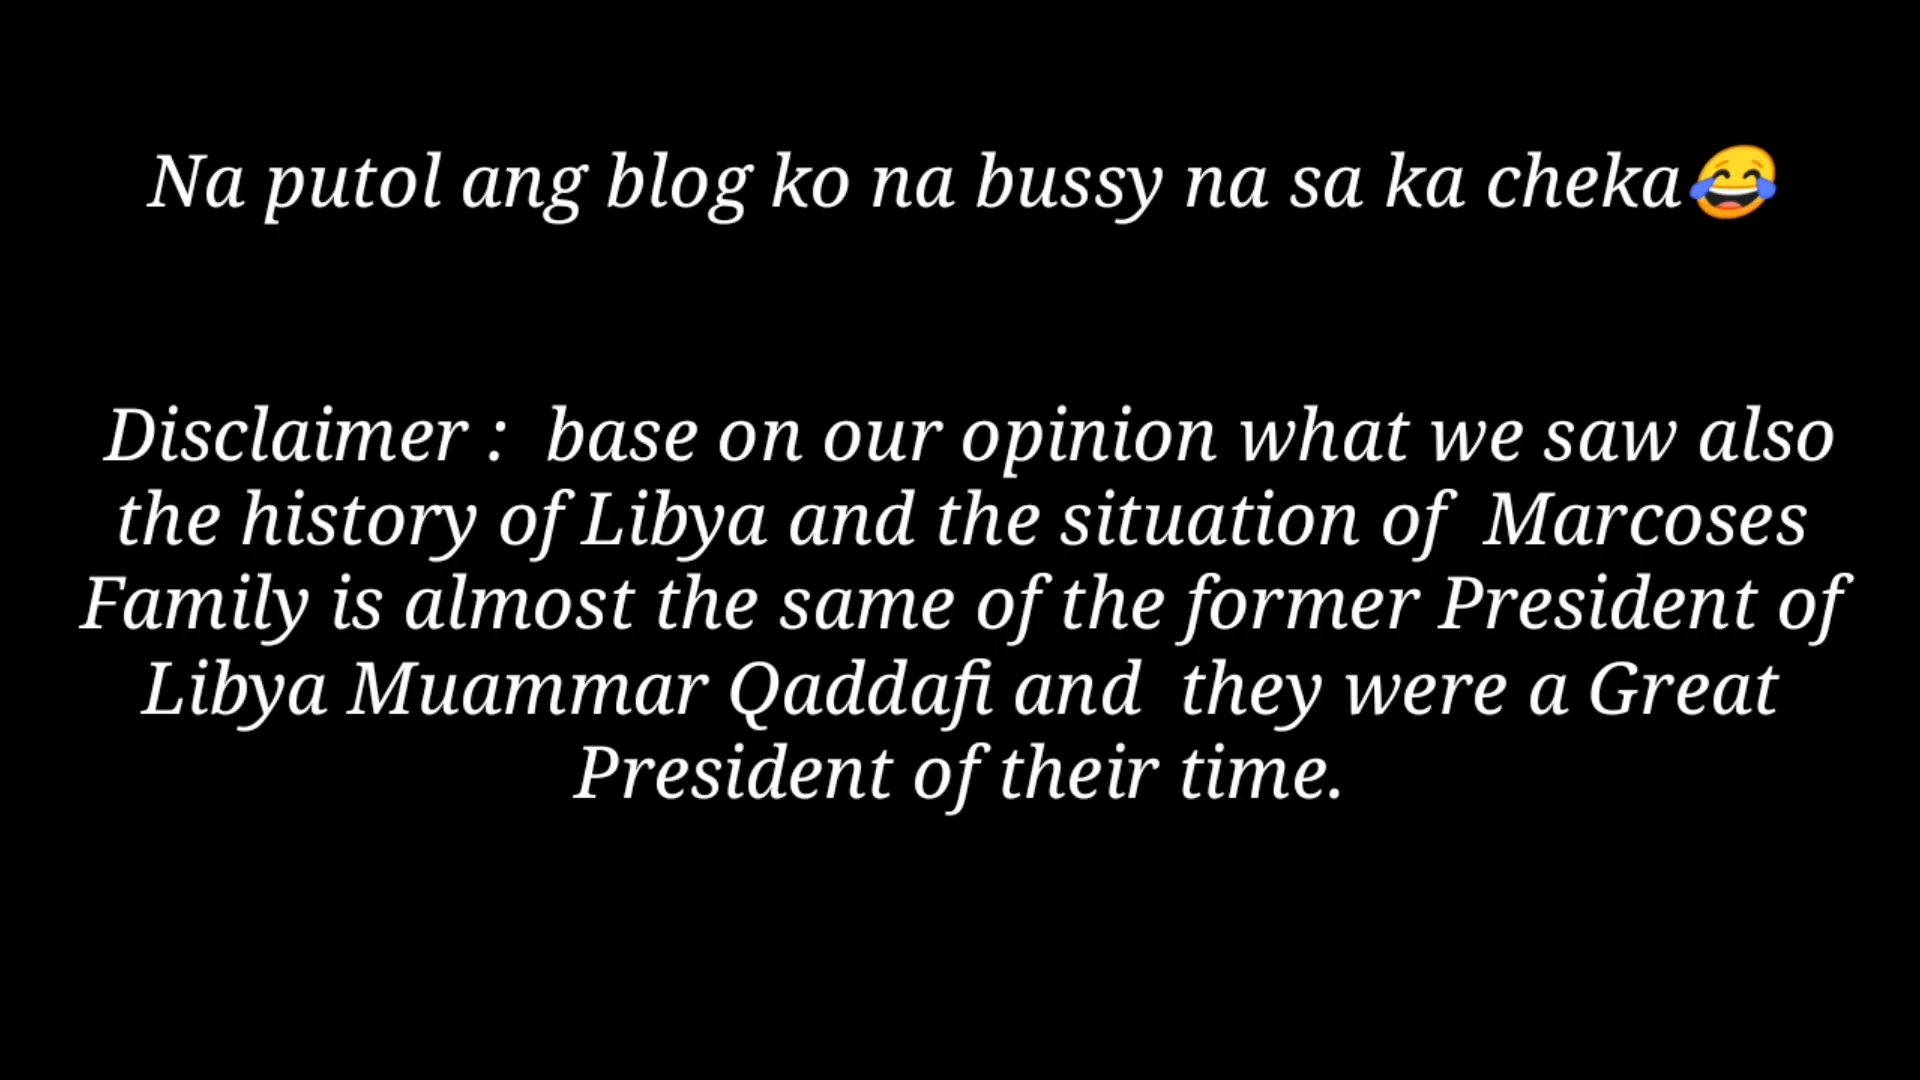 Na putol ang blog ko na bussy na sa ka cheka😂
Disclaimer : base on our opinion what we saw also
the history of Libya and the situation of Marcoses
Family is almost the same of the former President of
Libya Muammar Qaddafi and they were a Great
President of their time.